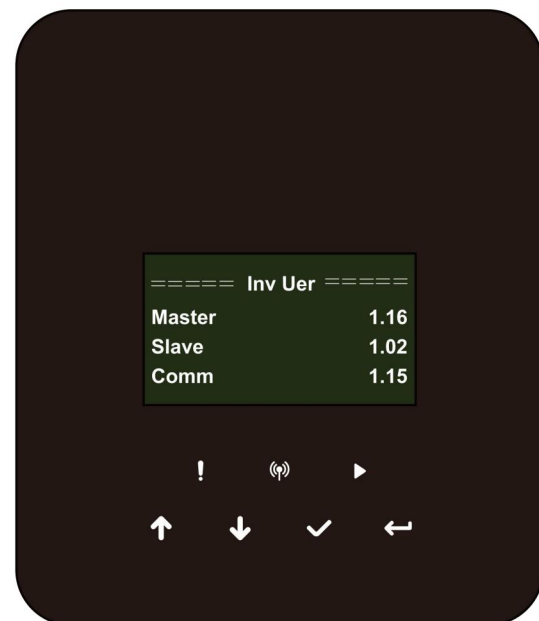 ===== Inv Uer =====
Master 1.16
Slave 1.02
Comm 1.15